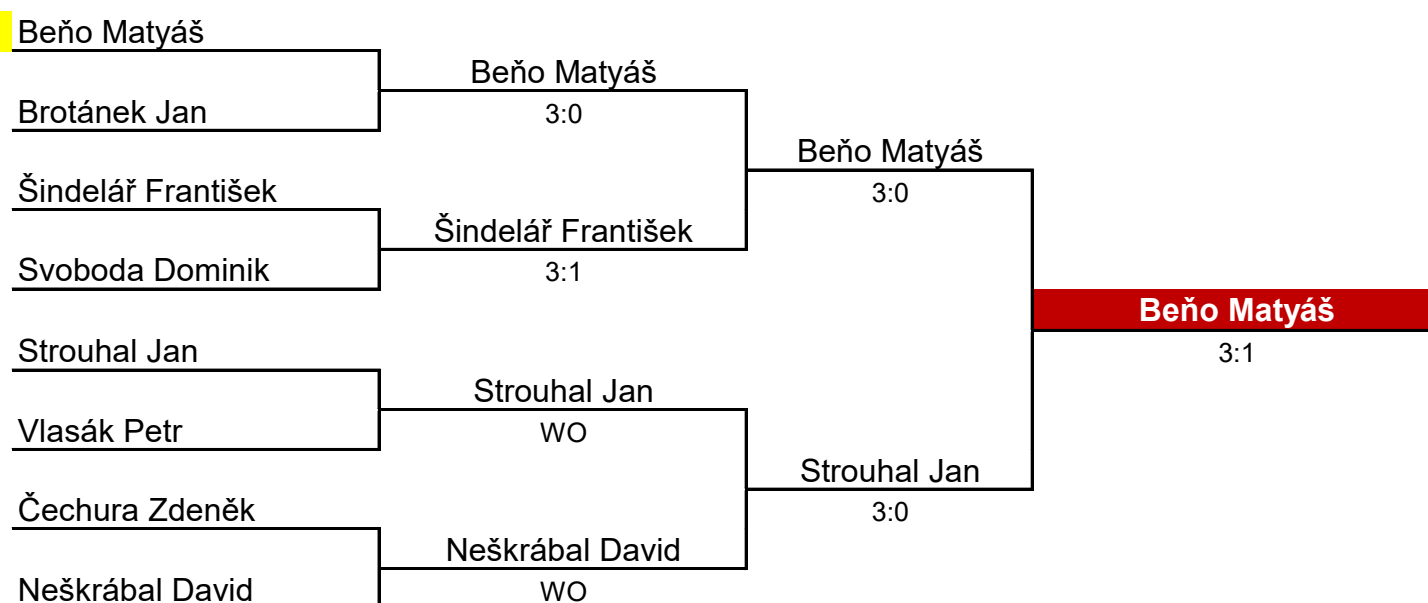 Beňo Matyáš
Brotánek Jan
Šindelář František
Svoboda Dominik
Strouhal Jan
Vlasák Petr
Čechura Zdeněk
Neškrábal David
Beňo Matyáš
3:0
Šindelář František
3:1
Strouhal Jan
WO
Neškrábal David
WO
Beňo Matyáš
3:0
Strouhal Jan
3:0
Beňo Matyáš
3:1